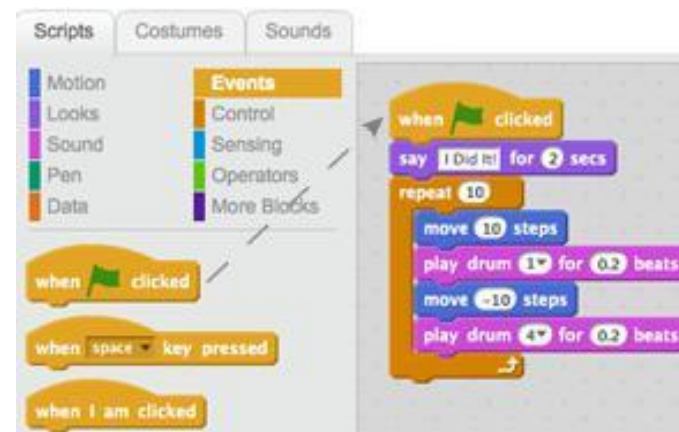 Scripts Costumes Sounds
Motion Events
Looks Control
Sound Sensing
Pen Operators
Data More Blocks
when clicked
when space key pressed
when I am clicked
when clicked
say I Did It! for 2 secs
repeat 10
move 10 steps
play drum 1 for 0.2 beats
move -10 steps
play drum 4 for 0.2 beats